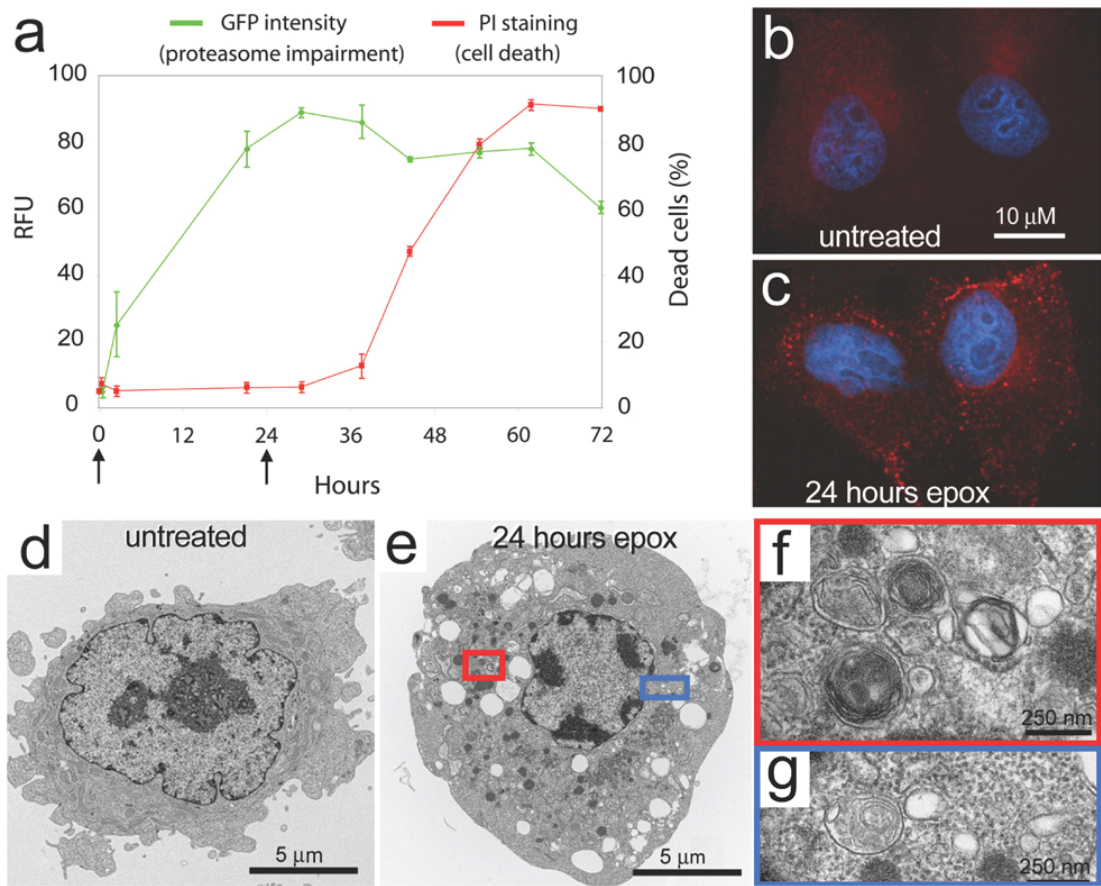 a
GFP intensity
(proteasome impairment)
PI staining
(cell death)
100
80
60
40
20
0
RFU
100
80
60
40
20
0
Dead cells (%)
0 12 24 36 48 60 72
Hours
b
untreated
10 μM
c
24 hours epox
d
untreated
5 μm
e
24 hours epox
5 μm
f
250 nm
g
250 nm